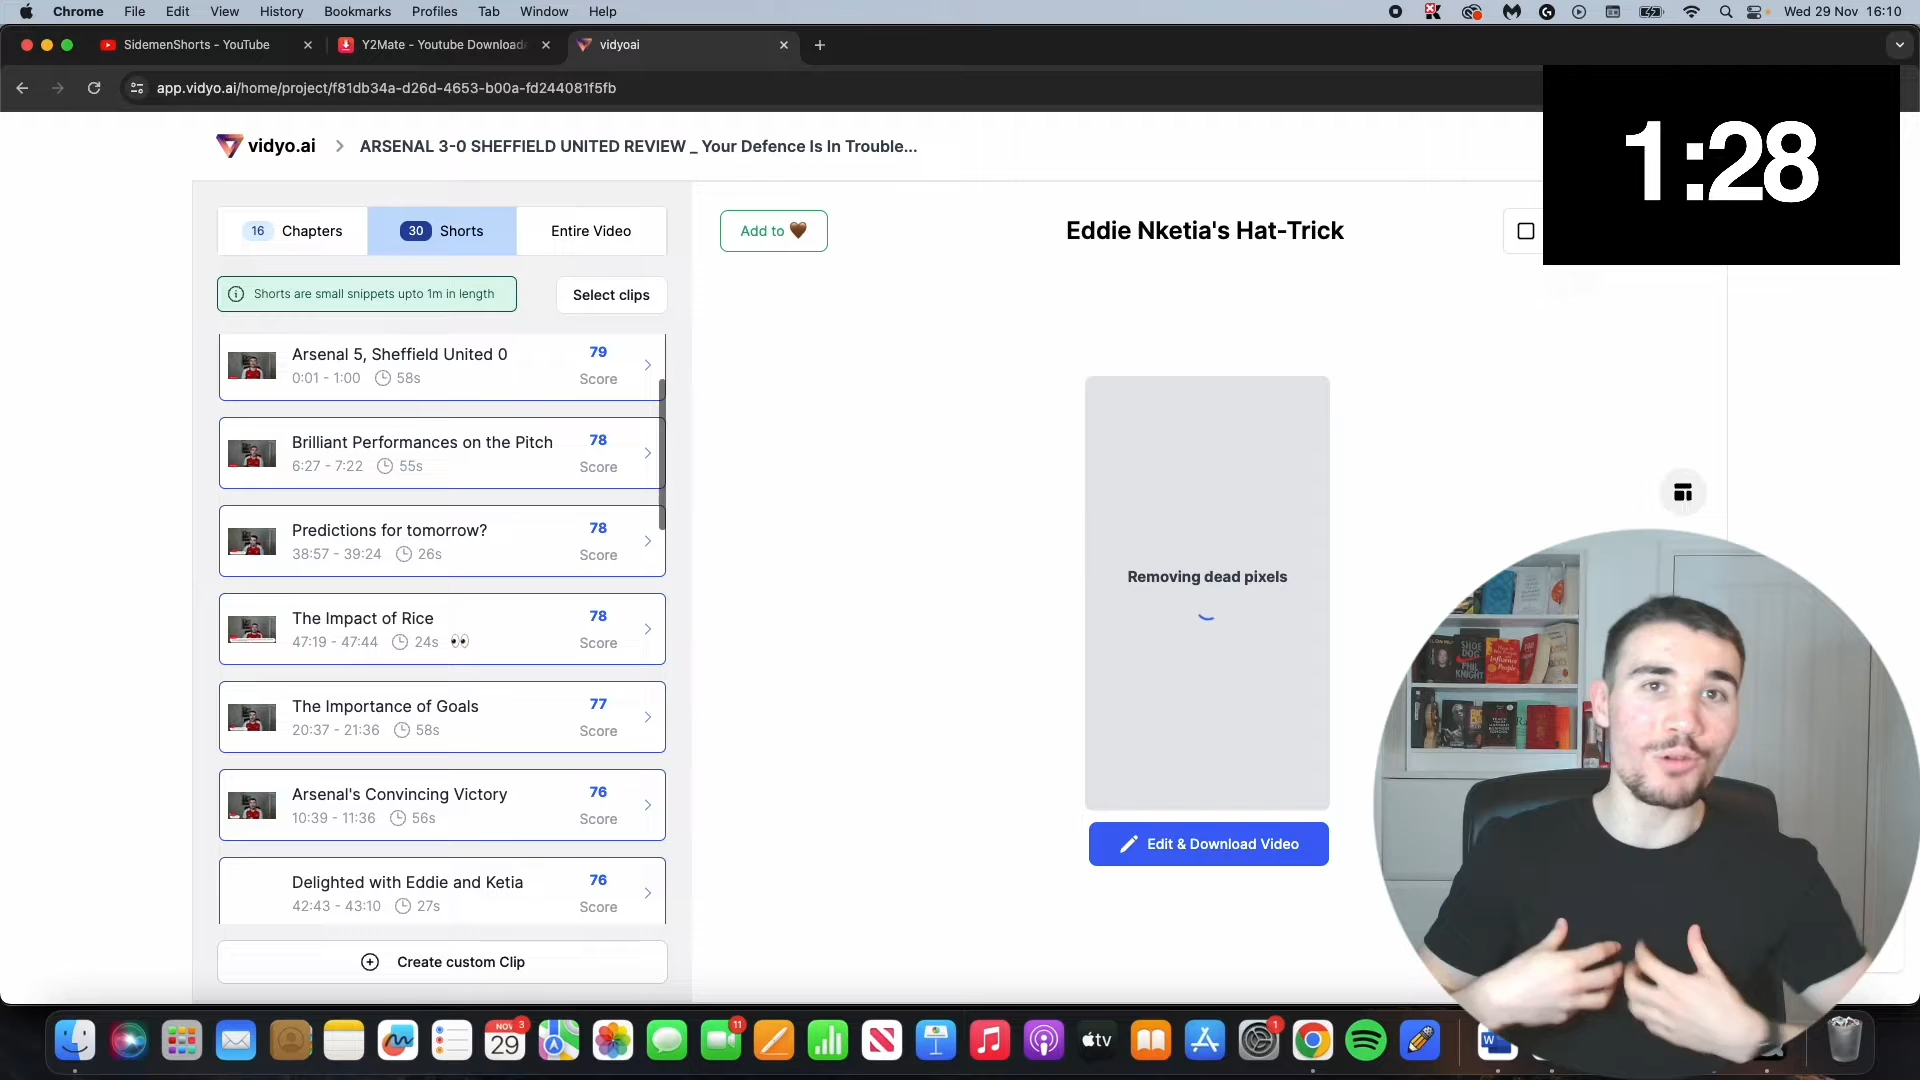 Chrome File Edit View History Bookmarks Profiles Tab Window Help Wed 29 Nov 16:10
SidemenShorts - YouTube Y2Mate - Youtube Downloade vidyoai
app.vidyo.ai/home/project/f81db34a-d26d-4653-b00a-fd244081f5fb
1:28
vidyo.ai ARSENAL 3-0 SHEFFIELD UNITED REVIEW _ Your Defence Is In Trouble...
16 Chapters 30 Shorts Entire Video
Add to
Eddie Nketia's Hat-Trick
Shorts are small snippets upto 1m in length
Select clips
Arsenal 5, Sheffield United 0 79
0:01 - 1:00 58s Score
Brilliant Performances on the Pitch 78
6:27 - 7:22 55s Score
Predictions for tomorrow? 78
38:57 - 39:24 26s Score
The Impact of Rice 78
47:19 - 47:44 24s Score
The Importance of Goals 77
20:37 - 21:36 58s Score
Arsenal's Convincing Victory 76
10:39 - 11:36 56s Score
Delighted with Eddie and Ketia 76
42:43 - 43:10 27s Score
Create custom Clip
Removing dead pixels
Edit & Download Video
SHOE
DOG
PHIL
KNIGHT
NOV 3
29
11
tv
1
W